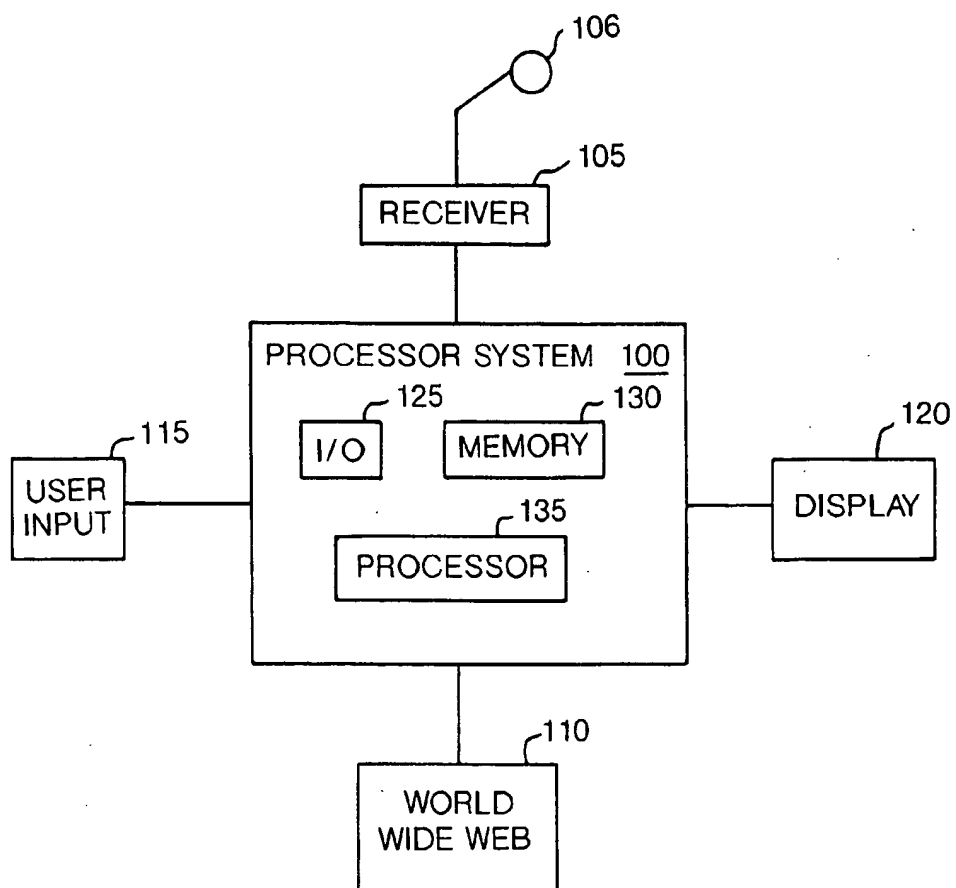 106
105
RECEIVER
PROCESSOR SYSTEM 100
125
130
I/O
MEMORY
115
120
USER
INPUT
DISPLAY
135
PROCESSOR
110
WORLD
WIDE WEB